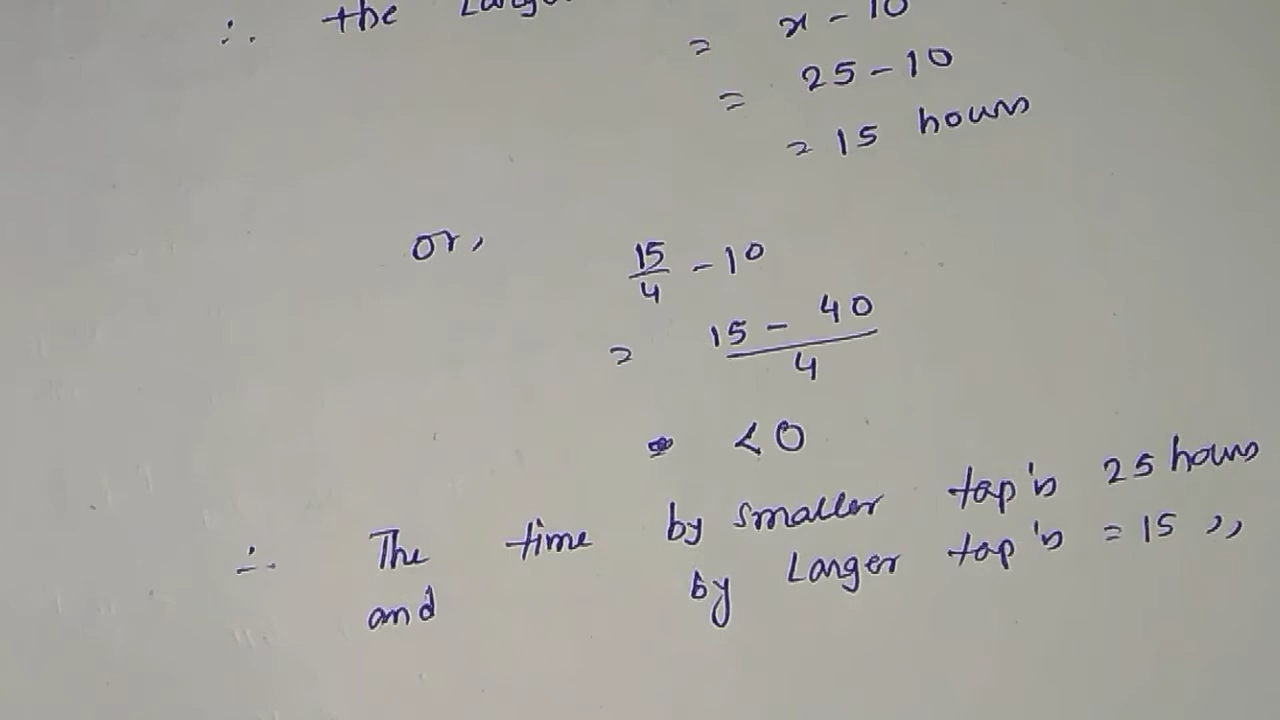 ∴ the Larger
= x - 10
= 25 - 10
= 15 hours
or, 15/4 - 10
= (15 - 40)/4
< 0
∴ The time by smaller tap's 25 hours
and by Larger tap's = 15 ,,